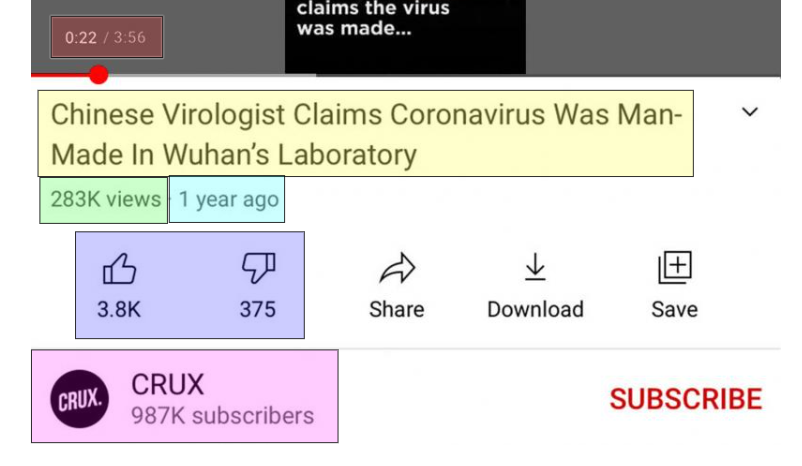 claims the virus
was made...
0:22 / 3:56
Chinese Virologist Claims Coronavirus Was Man-
Made In Wuhan's Laboratory
283K views · 1 year ago
3.8K 375 Share Download Save
CRUX.
CRUX
987K subscribers
SUBSCRIBE